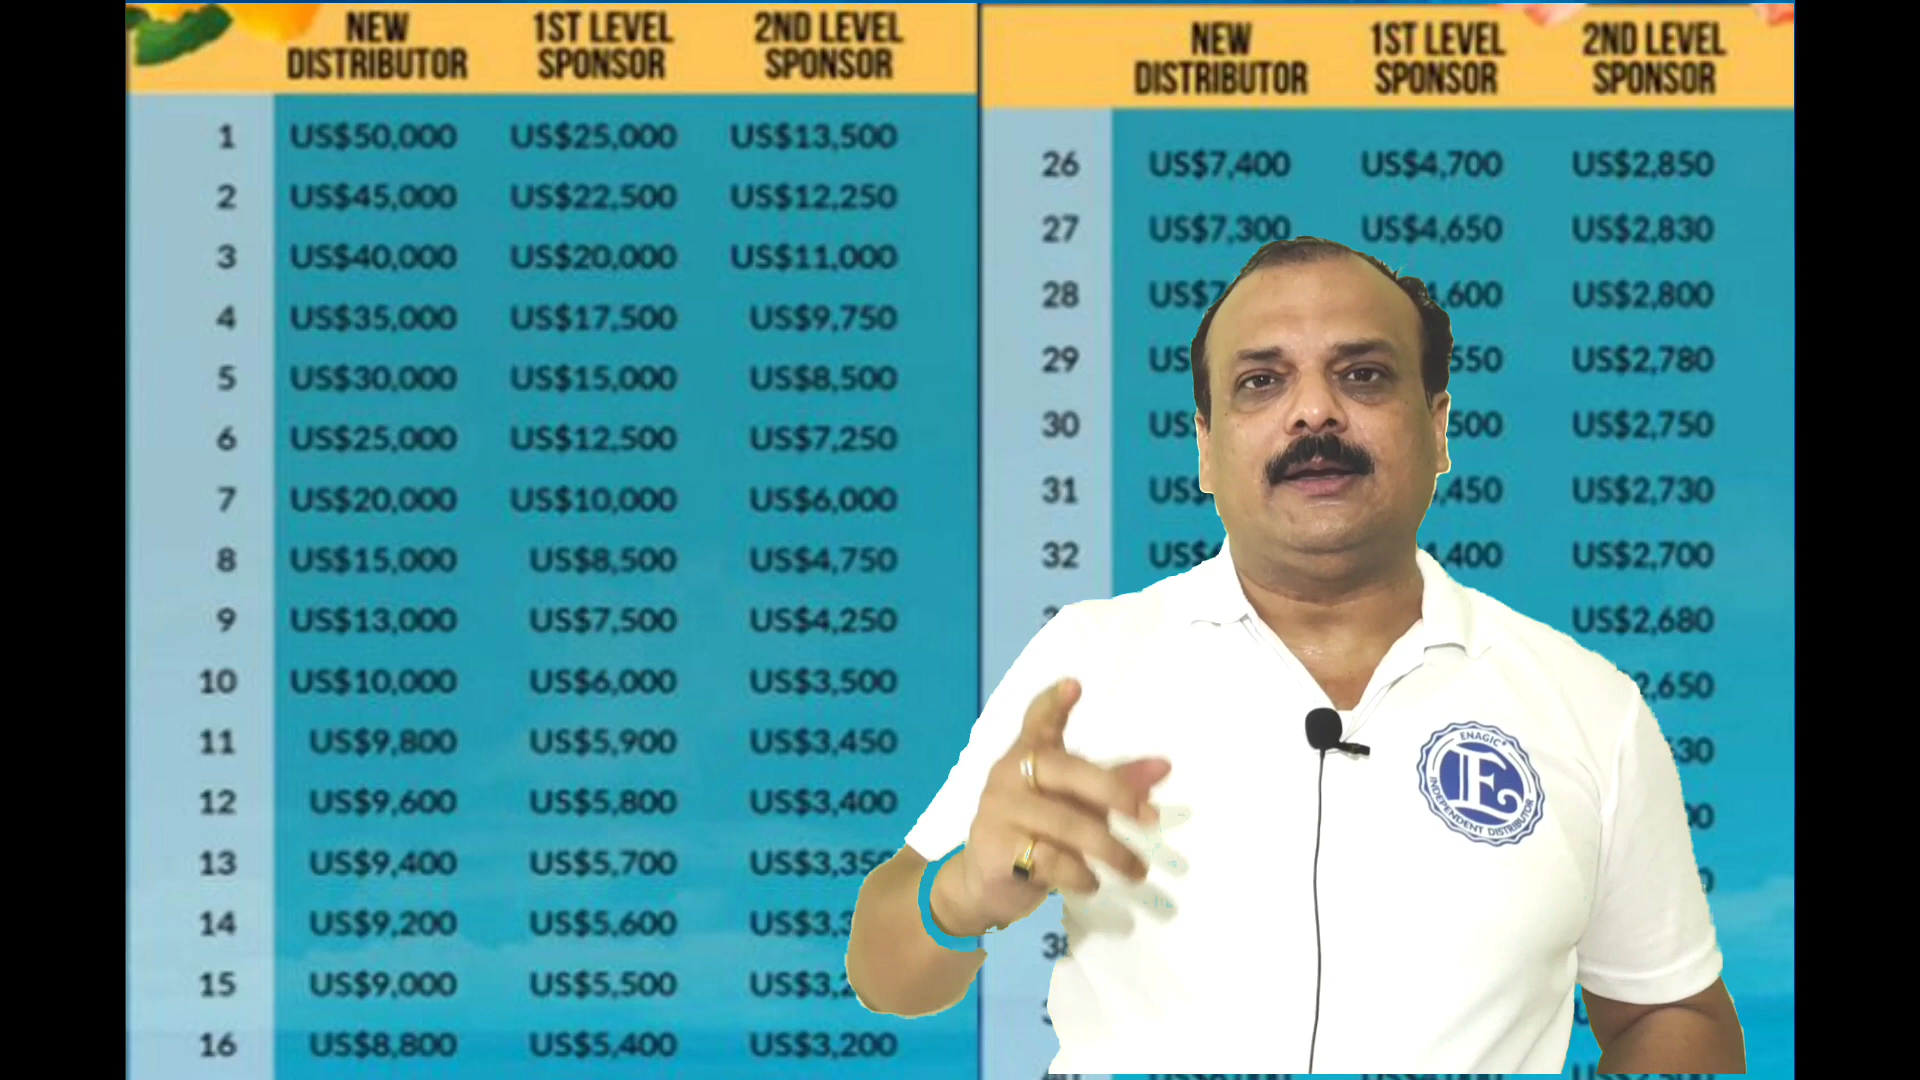 NEW DISTRIBUTOR 1ST LEVEL SPONSOR 2ND LEVEL SPONSOR
1 US$50,000 US$25,000 US$13,500
2 US$45,000 US$22,500 US$12,250
3 US$40,000 US$20,000 US$11,000
4 US$35,000 US$17,500 US$9,750
5 US$30,000 US$15,000 US$8,500
6 US$25,000 US$12,500 US$7,250
7 US$20,000 US$10,000 US$6,000
8 US$15,000 US$8,500 US$4,750
9 US$13,000 US$7,500 US$4,250
10 US$10,000 US$6,000 US$3,500
11 US$9,800 US$5,900 US$3,450
12 US$9,600 US$5,800 US$3,400
13 US$9,400 US$5,700
14 US$9,200 US$5,600
15 US$9,000 US$5,500
16 US$8,800 US$5,400 US$3,200
NEW DISTRIBUTOR 1ST LEVEL SPONSOR 2ND LEVEL SPONSOR
26 US$7,400 US$4,700 US$2,850
27 US$7,300 US$4,650 US$2,830
28 US$2,800
29 US$2,780
30 US$2,750
31 US$2,730
32 US$2,700
US$2,680
ENAGIC
E
INDEPENDENT DISTRIBUTOR